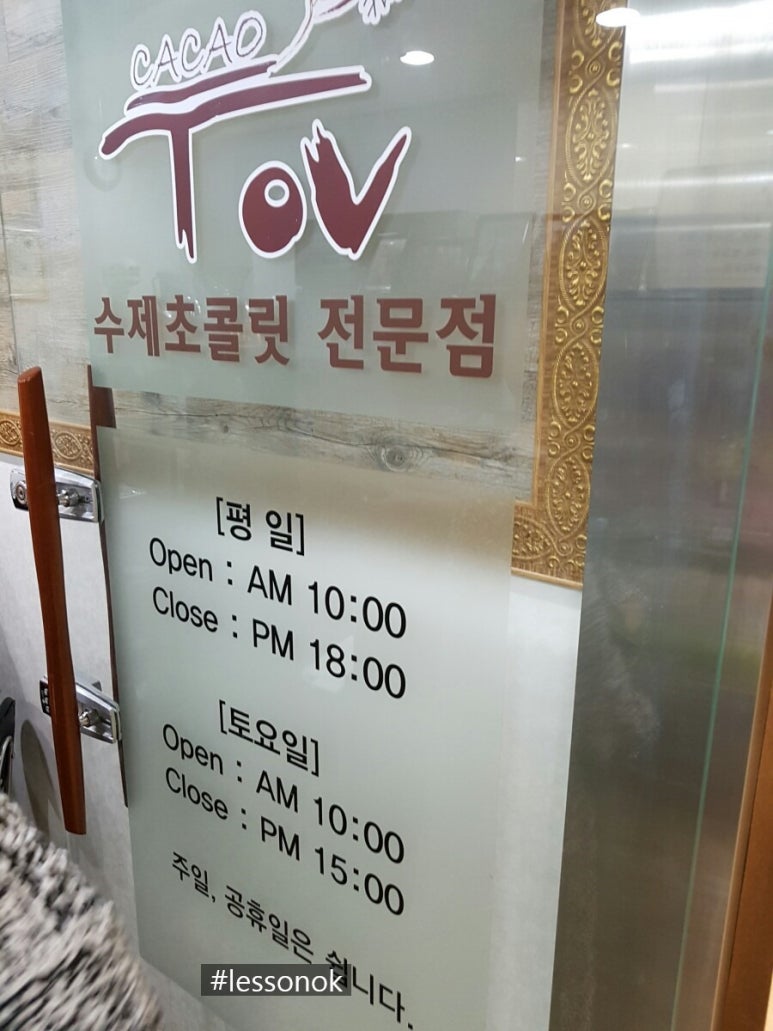 CACAO
TOV
수제초콜릿 전문점
[평 일]
Open : AM 10:00
Close : PM 18:00
[토요일]
Open : AM 10:00
Close : PM 15:00
주일, 공휴일은 쉽니다.
#lessonok